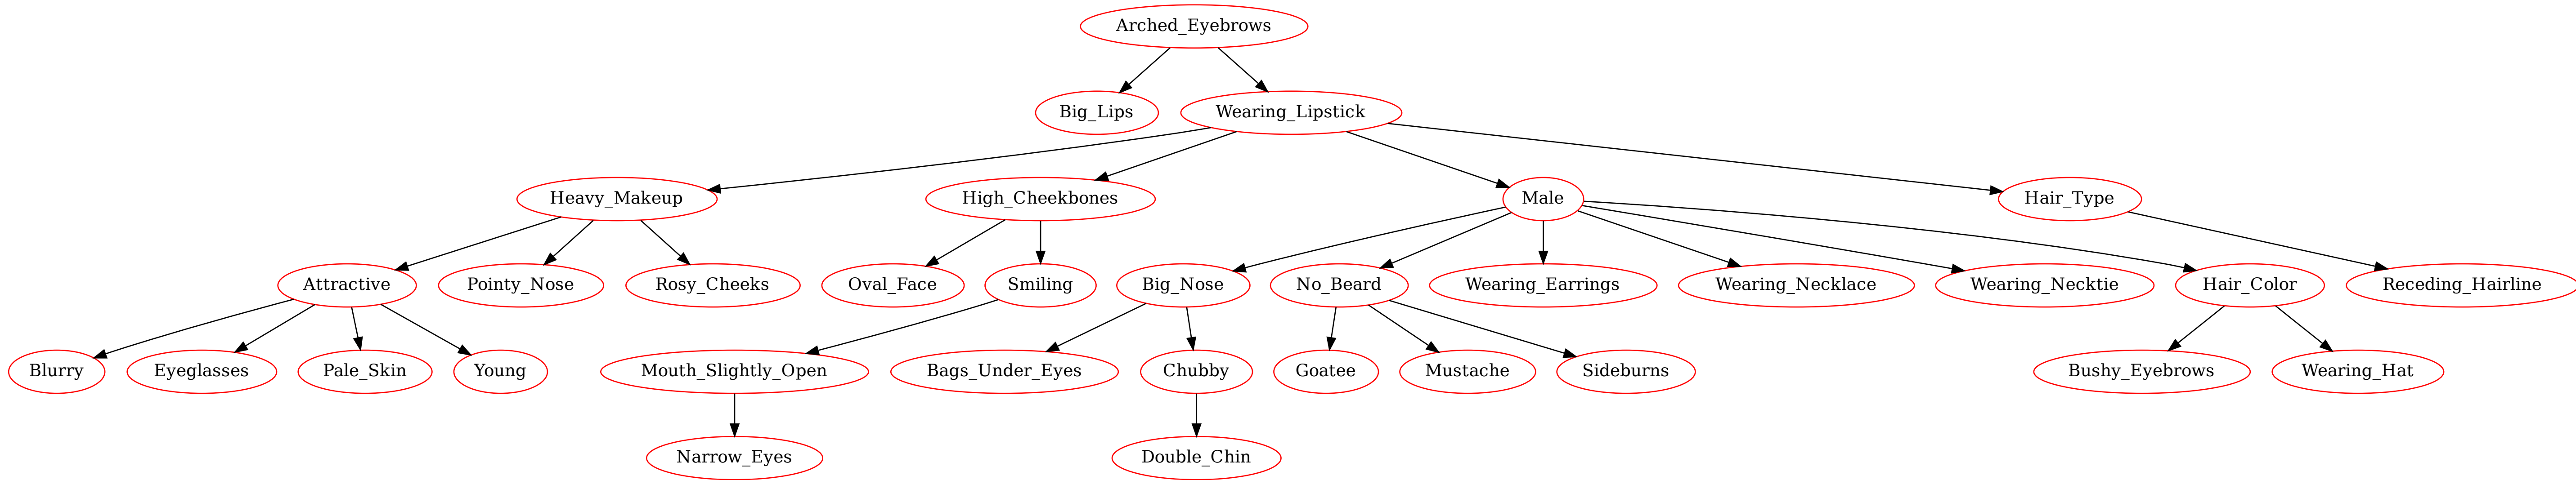 Arched_Eyebrows
Big_Lips
Wearing_Lipstick
Heavy_Makeup
High_Cheekbones
Male
Hair_Type
Attractive
Pointy_Nose
Rosy_Cheeks
Oval_Face
Smiling
Big_Nose
No_Beard
Wearing_Earrings
Wearing_Necklace
Wearing_Necktie
Hair_Color
Receding_Hairline
Blurry
Eyeglasses
Pale_Skin
Young
Mouth_Slightly_Open
Bags_Under_Eyes
Chubby
Goatee
Mustache
Sideburns
Bushy_Eyebrows
Wearing_Hat
Narrow_Eyes
Double_Chin